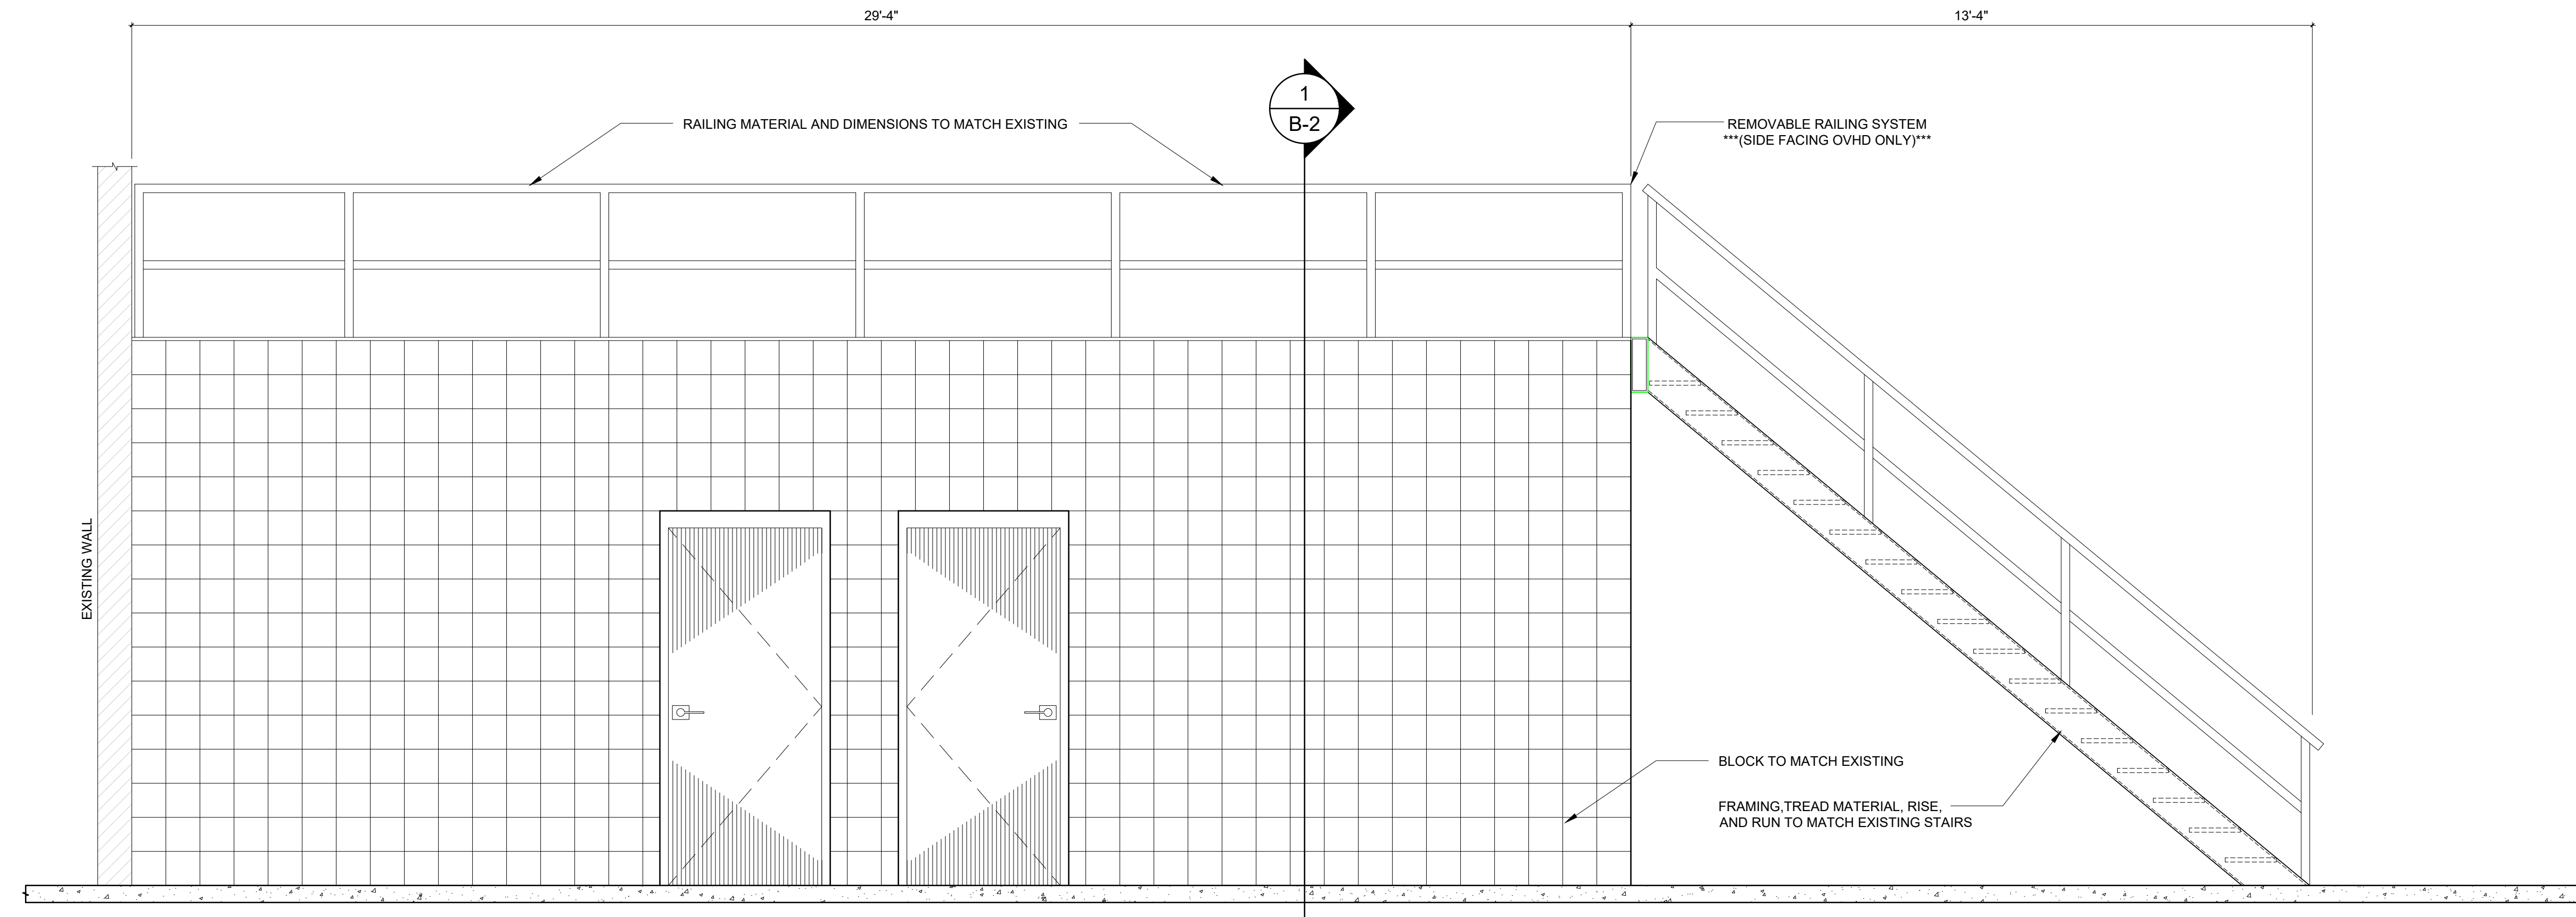 29'-4"
13'-4"
1
B-2
RAILING MATERIAL AND DIMENSIONS TO MATCH EXISTING
REMOVABLE RAILING SYSTEM
***(SIDE FACING OVHD ONLY)***
EXISTING WALL
BLOCK TO MATCH EXISTING
FRAMING,TREAD MATERIAL, RISE,
AND RUN TO MATCH EXISTING STAIRS